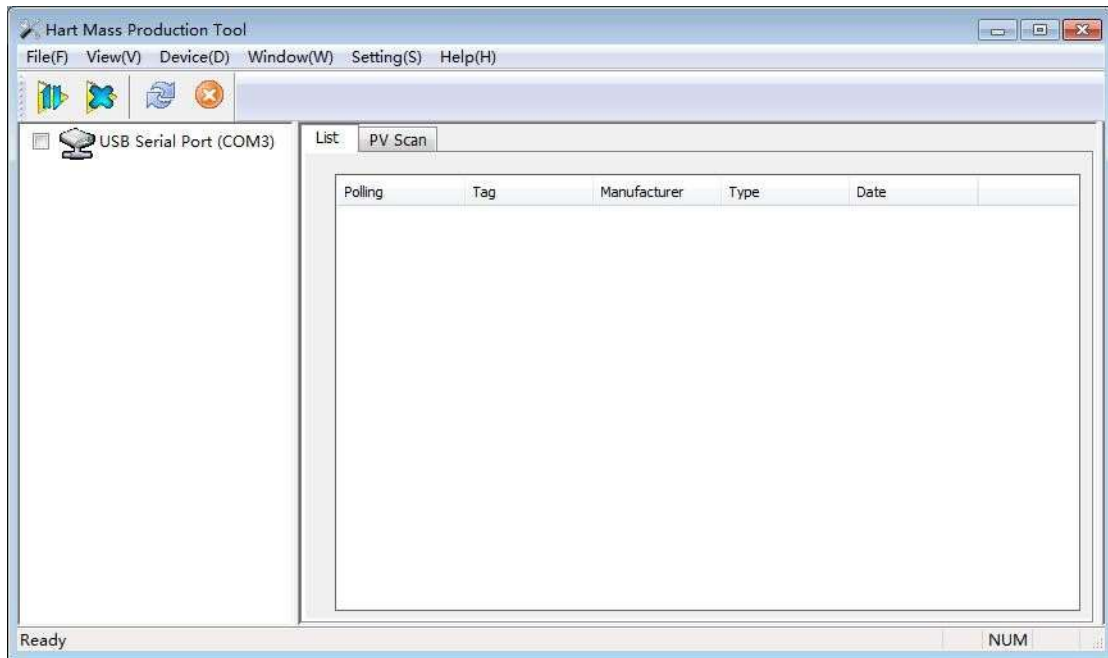 Hart Mass Production Tool
File(F) View(V) Device(D) Window(W) Setting(S) Help(H)
USB Serial Port (COM3)
List PV Scan
Polling Tag Manufacturer Type Date
Ready NUM